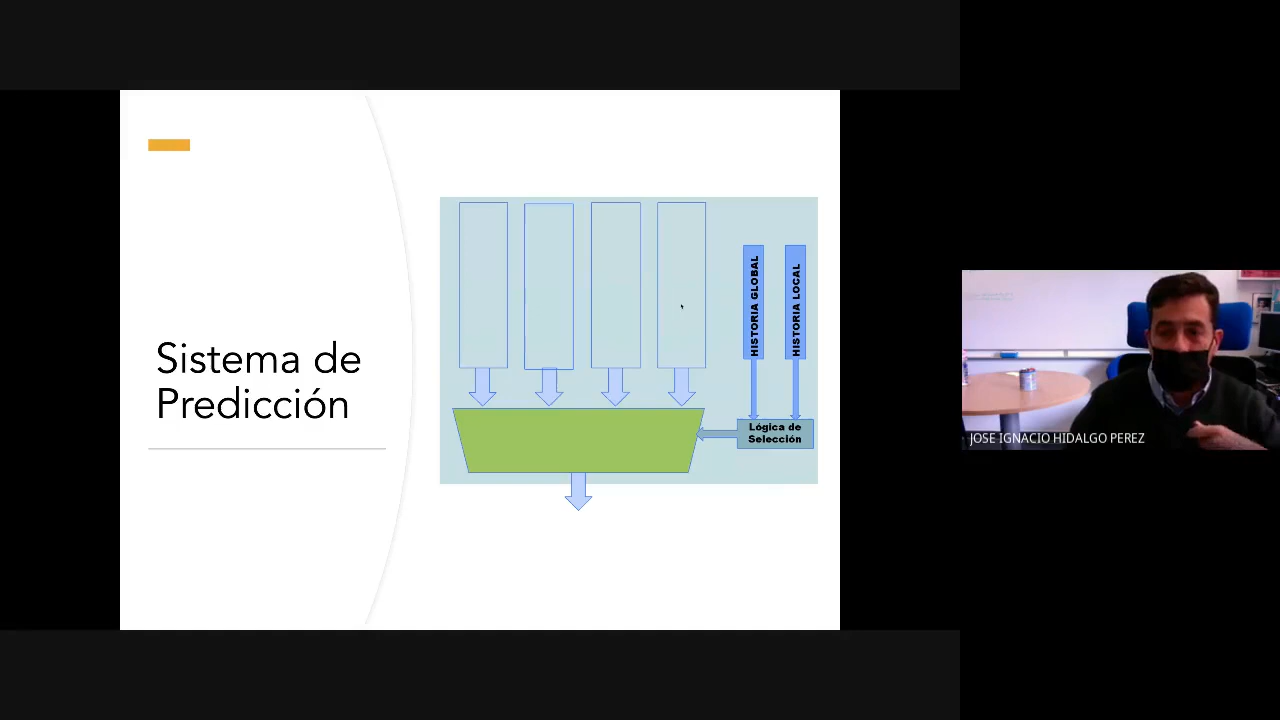 Sistema de
Predicción
HISTORIA GLOBAL
HISTORIA LOCAL
Lógica de
Selección
JOSE IGNACIO HIDALGO PEREZ